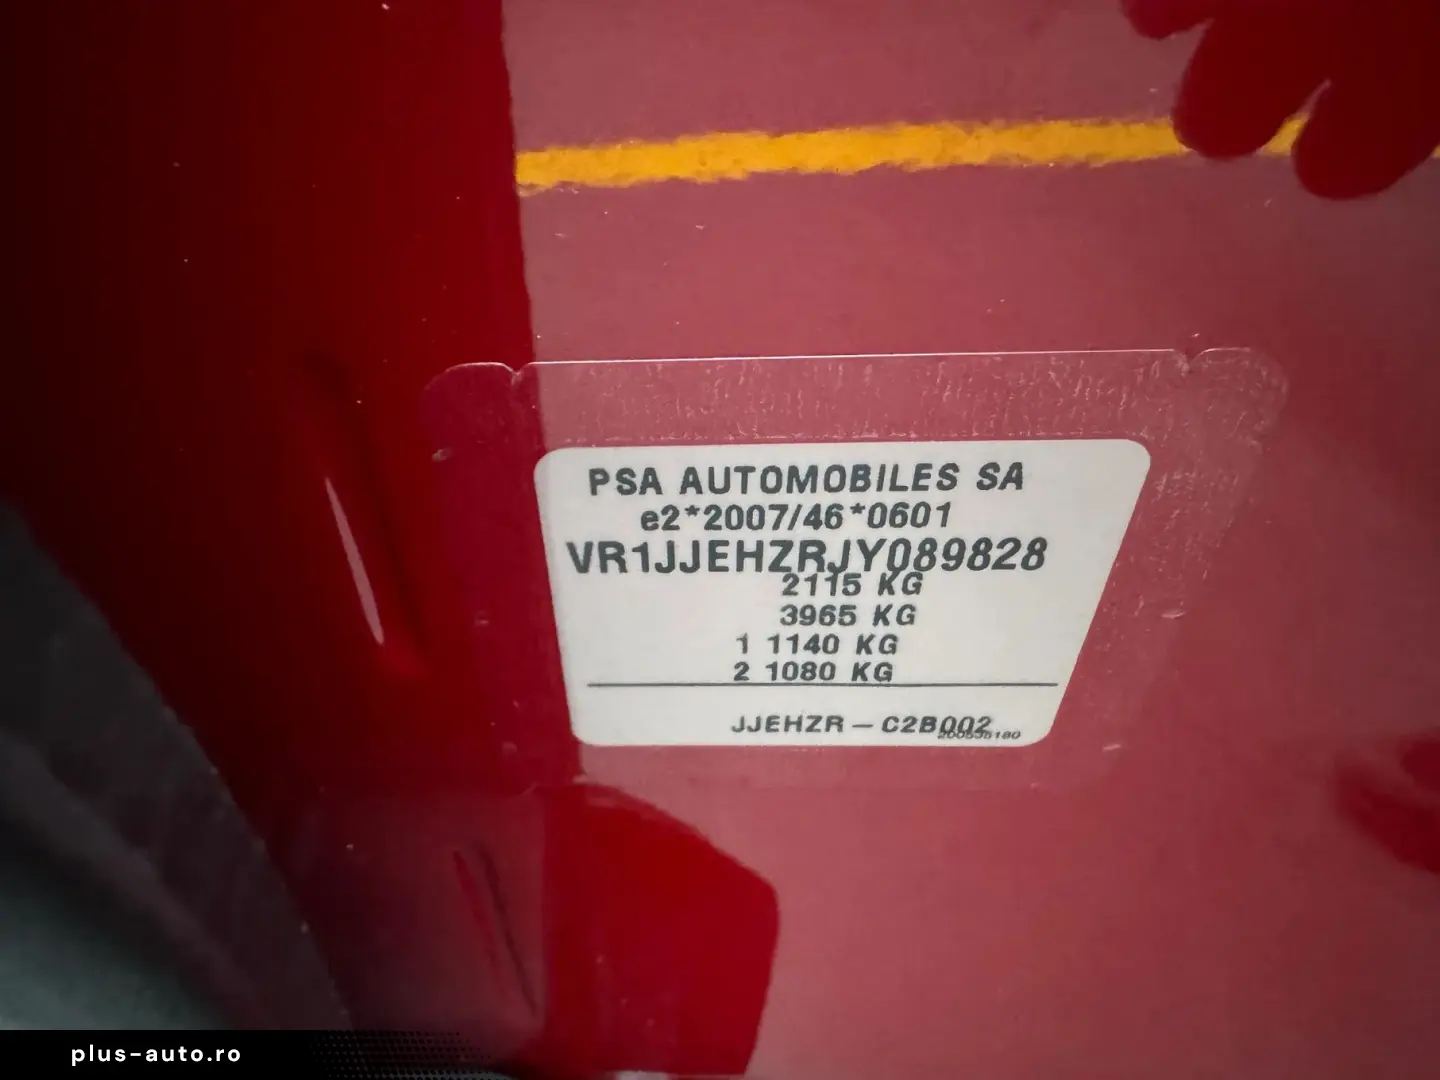 PSA AUTOMOBILES SA
e2*2007/46*0601
VR1JJEHZRJY089828
2115 KG
3965 KG
1 1140 KG
2 1080 KG
JJEHZR – C2B002
plus-auto.ro